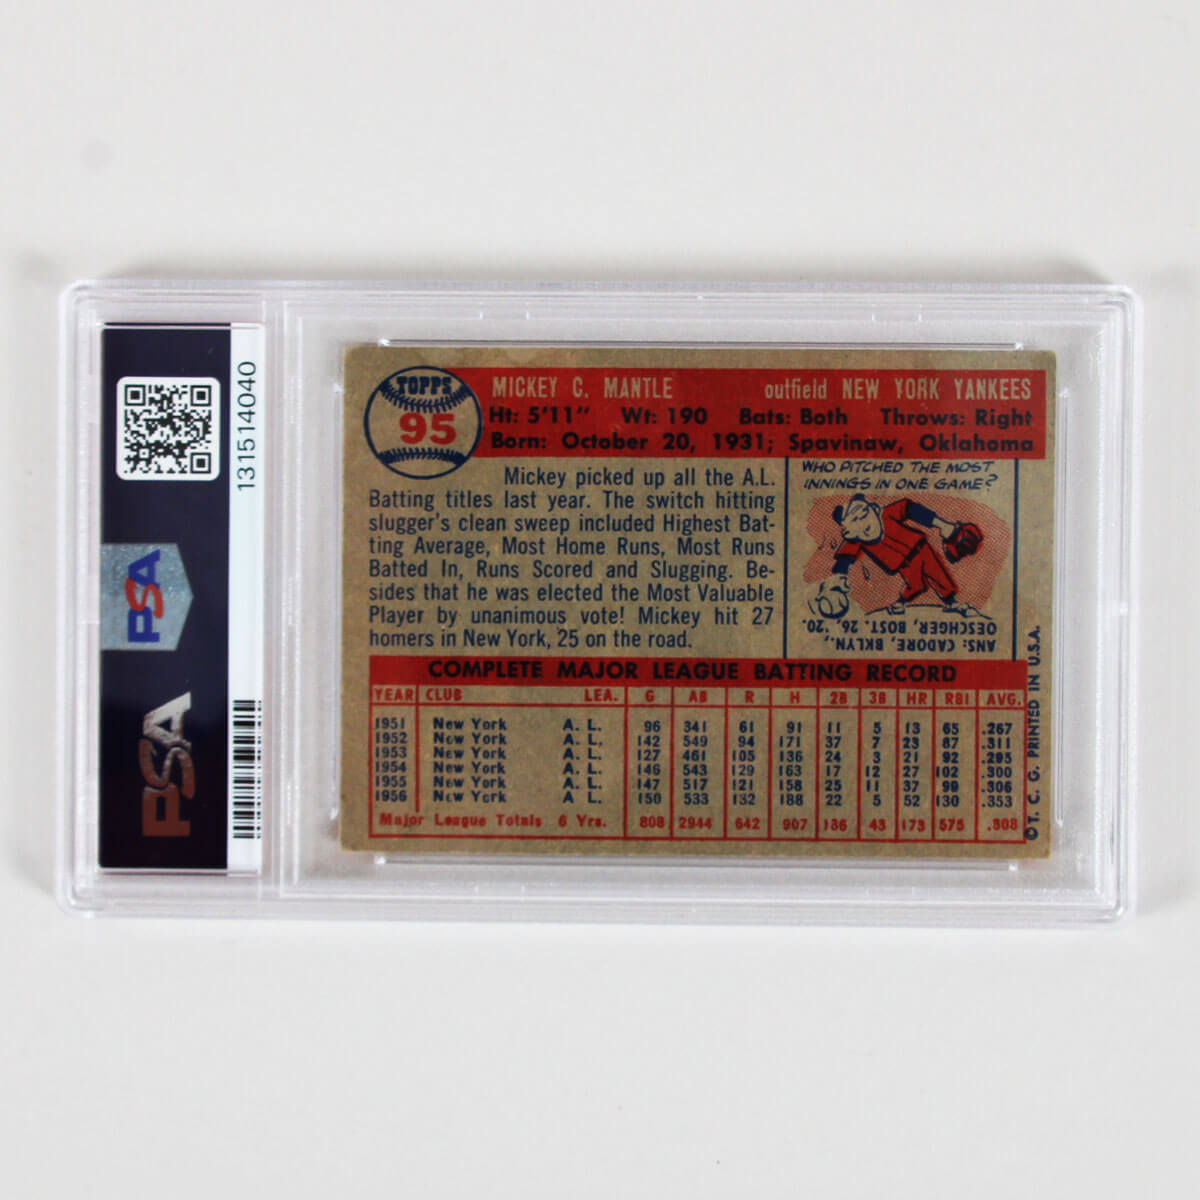 131514040
PSA
PSA
TOPPS
95
MICKEY C. MANTLE outfield NEW YORK YANKEES
Ht: 5'11" Wt: 190 Bats: Both Throws: Right
Born: October 20, 1931; Spavinaw, Oklahoma
Mickey picked up all the A.L.
Batting titles last year. The switch hitting
slugger's clean sweep included Highest Bat-
ting Average, Most Home Runs, Most Runs
Batted In, Runs Scored and Slugging. Be-
sides that he was elected the Most Valuable
Player by unanimous vote! Mickey hit 27
homers in New York, 25 on the road.
WHO PITCHED THE MOST
INNINGS IN ONE GAME?
ANS: CADORE, BKLYN.,
OESCHGER, BOST. 26, '20.
COMPLETE MAJOR LEAGUE BATTING RECORD
YEAR CLUB LEA. G AB R H 2B 3B HR RBI AVG.
1951 New York A. L. 96 341 61 91 11 5 13 65 .267
1952 New York A. L. 142 549 94 171 37 7 23 87 .311
1953 New York A. L. 127 461 105 136 24 3 21 92 .295
1954 New York A. L. 146 543 129 163 17 12 27 102 .300
1955 New York A. L. 147 517 121 158 25 11 37 99 .306
1956 New York A. L. 150 533 132 188 22 5 52 130 .353
Major League Totals 6 Yrs. 808 2944 642 907 136 43 173 575 .308
© T. C. G. PRINTED IN U.S.A.